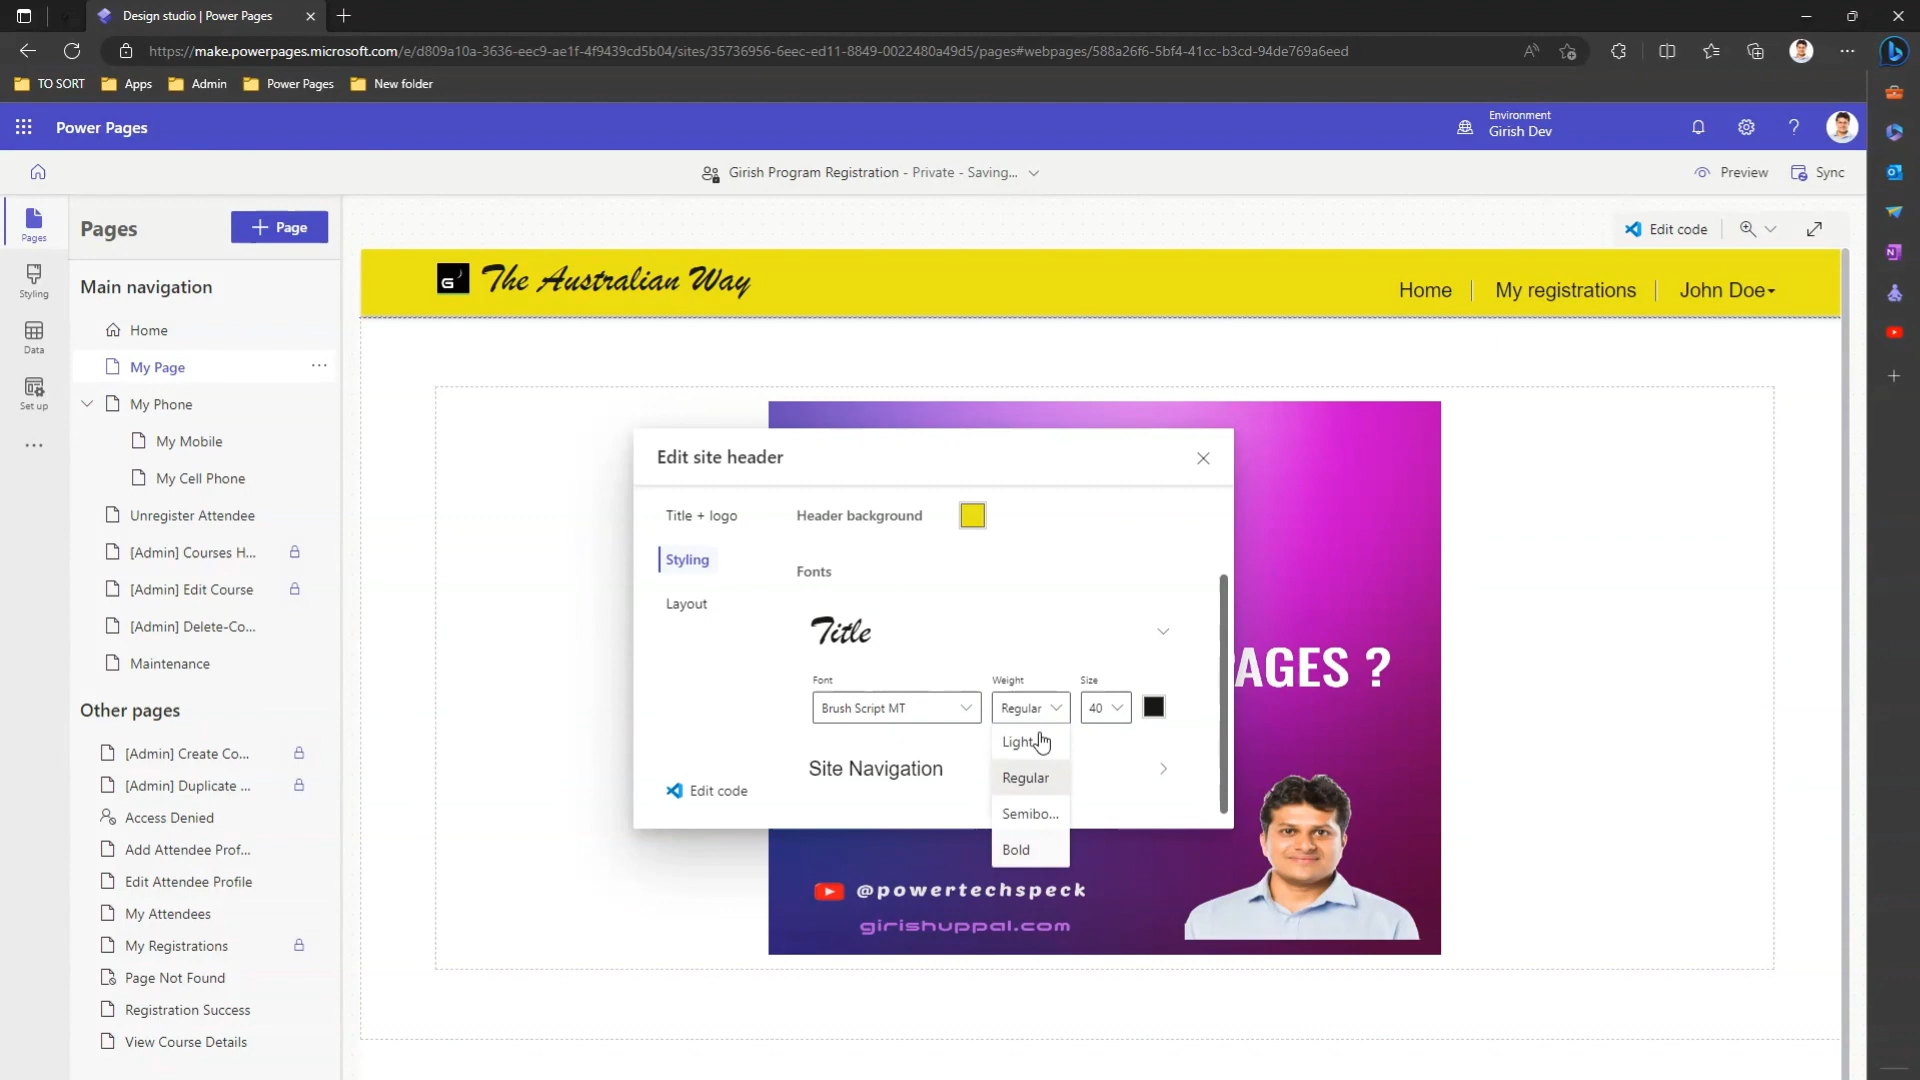 Design studio | Power Pages
https://make.powerpages.microsoft.com/e/d809a10a-3636-eec9-ae1f-4f9439cd5b04/sites/35736956-6eec-ed11-8849-0022480a49d5/pages#webpages/588a26f6-5bf4-41cc-b3cd-94de769a6eed
TO SORT Apps Admin Power Pages New folder
Power Pages
Environment
Girish Dev
Girish Program Registration - Private - Saving...
Preview Sync
Pages
Styling
Data
Set up
Pages
+ Page
Main navigation
Home
My Page
My Phone
My Mobile
My Cell Phone
Unregister Attendee
[Admin] Courses H...
[Admin] Edit Course
[Admin] Delete-Co...
Maintenance
Other pages
[Admin] Create Co...
[Admin] Duplicate ...
Access Denied
Add Attendee Prof...
Edit Attendee Profile
My Attendees
My Registrations
Page Not Found
Registration Success
View Course Details
Edit code
G The Australian Way
Home My registrations John Doe
Edit site header
Title + logo
Styling
Layout
Edit code
Header background
Fonts
Title
Font Weight Size
Brush Script MT Regular 40
Light
Regular
Semibo...
Bold
Site Navigation
AGES ?
@powertechspeck
girishuppal.com